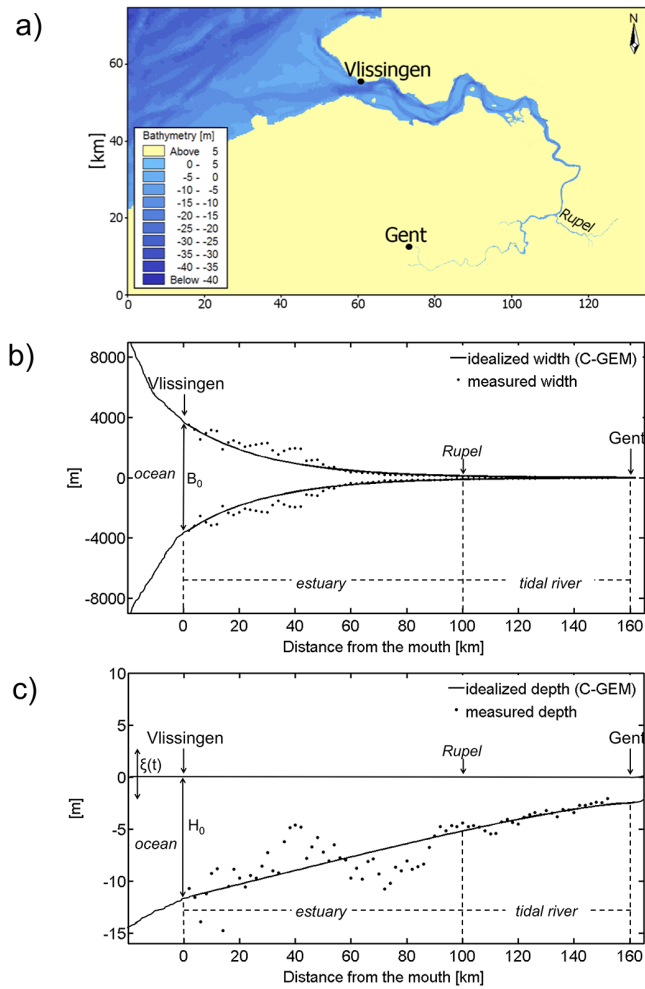 a)
N
60
40
20
0
[km]
Vlissingen
Gent
Rupel
Bathymetry [m]
Above 5
0 - 5
-5 - 0
-10 - -5
-15 - -10
-20 - -15
-25 - -20
-30 - -25
-35 - -30
-40 - -35
Below -40
0 20 40 60 80 100 120
[km]
b)
8000
4000
0
-4000
-8000
[m]
idealized width (C-GEM)
measured width
Vlissingen
Rupel
Gent
ocean
B0
estuary
tidal river
0 20 40 60 80 100 120 140 160
Distance from the mouth [km]
c)
10
5
0
-5
-10
-15
[m]
idealized depth (C-GEM)
measured depth
Vlissingen
Rupel
Gent
ξ(t)
ocean
H0
estuary
tidal river
0 20 40 60 80 100 120 140 160
Distance from the mouth [km]